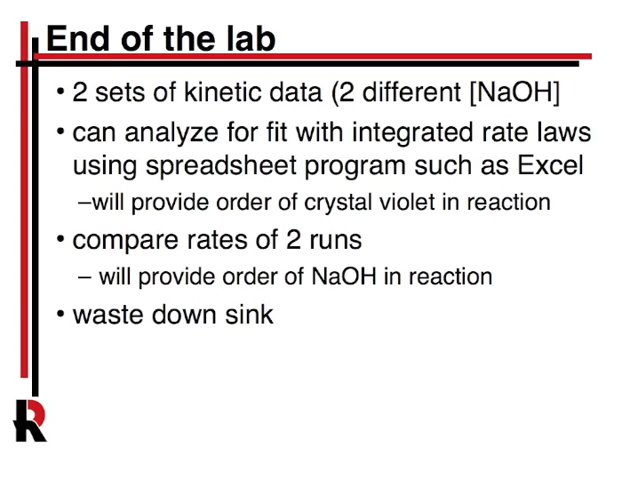 End of the lab
• 2 sets of kinetic data (2 different [NaOH]
• can analyze for fit with integrated rate laws
using spreadsheet program such as Excel
–will provide order of crystal violet in reaction
• compare rates of 2 runs
– will provide order of NaOH in reaction
• waste down sink